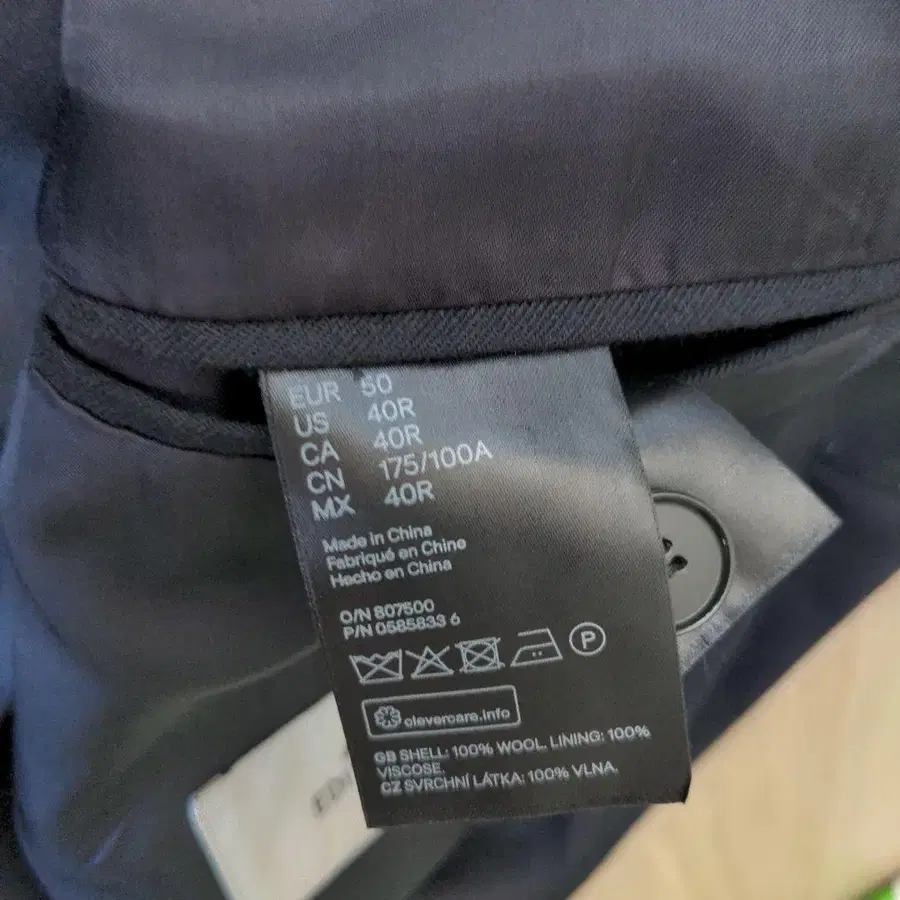 EUR 50
US 40R
CA 40R
CN 175/100A
MX 40R
Made in China
Fabriqué en Chine
Hecho en China
O/N 807500
P/N 0585833 6
P
clevercare.info
GB SHELL: 100% WOOL. LINING: 100%
VISCOSE.
CZ SVRCHNÍ LÁTKA: 100% VLNA.